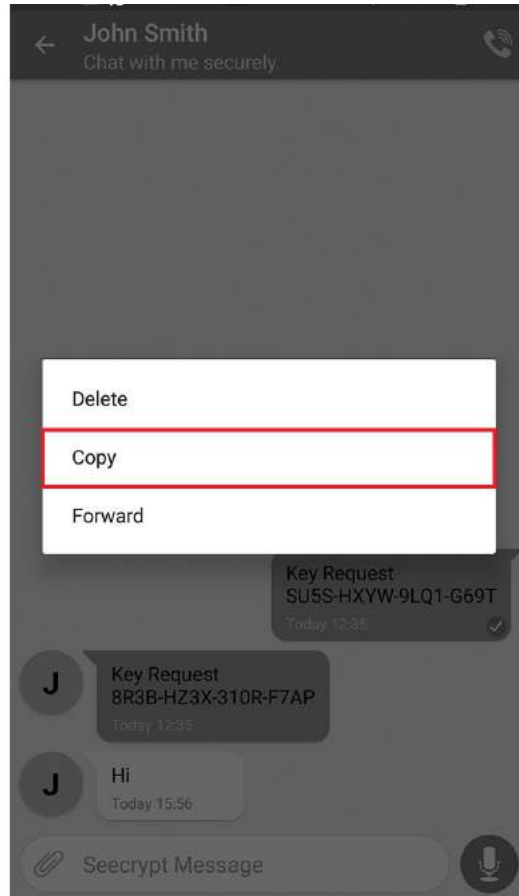 John Smith
Chat with me securely.
Delete
Copy
Forward
Key Request
SU5S-HXYW-9LQ1-G69T
Today 12:35
J
Key Request
8R3B-HZ3X-310R-F7AP
Today 12:35
J
Hi
Today 15:56
Seecrypt Message